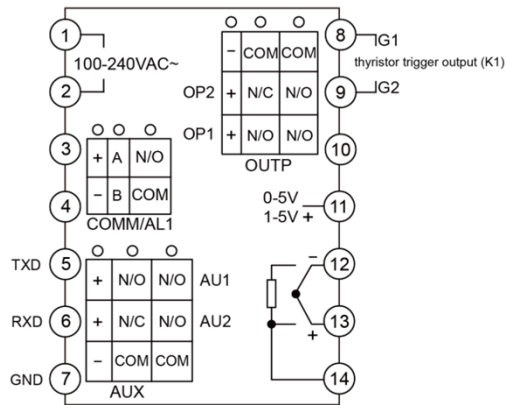 1
100-240VAC~
2
3
+ A N/O
- B COM
COMM/AL1
4
TXD 5
RXD 6
GND 7
+ N/O N/O AU1
+ N/C N/O AU2
- COM COM
AUX
- COM COM
OP2 + N/C N/O
OP1 + N/O N/O
OUTP
8 G1
thyristor trigger output (K1)
9 G2
10
0-5V
1-5V + 11
- 12
+ 13
14